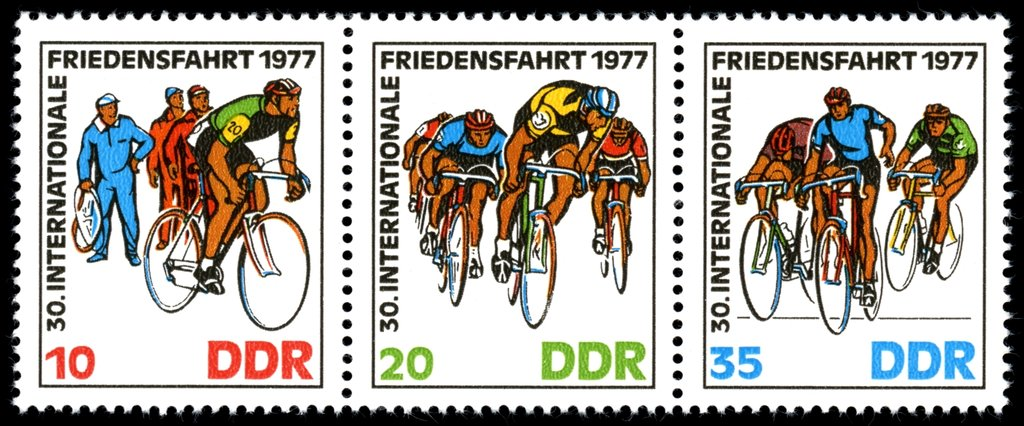 FRIEDENSFAHRT 1977
30. INTERNATIONALE
20
10 DDR
FRIEDENSFAHRT 1977
30. INTERNATIONALE
20 DDR
FRIEDENSFAHRT 1977
30. INTERNATIONALE
35 DDR